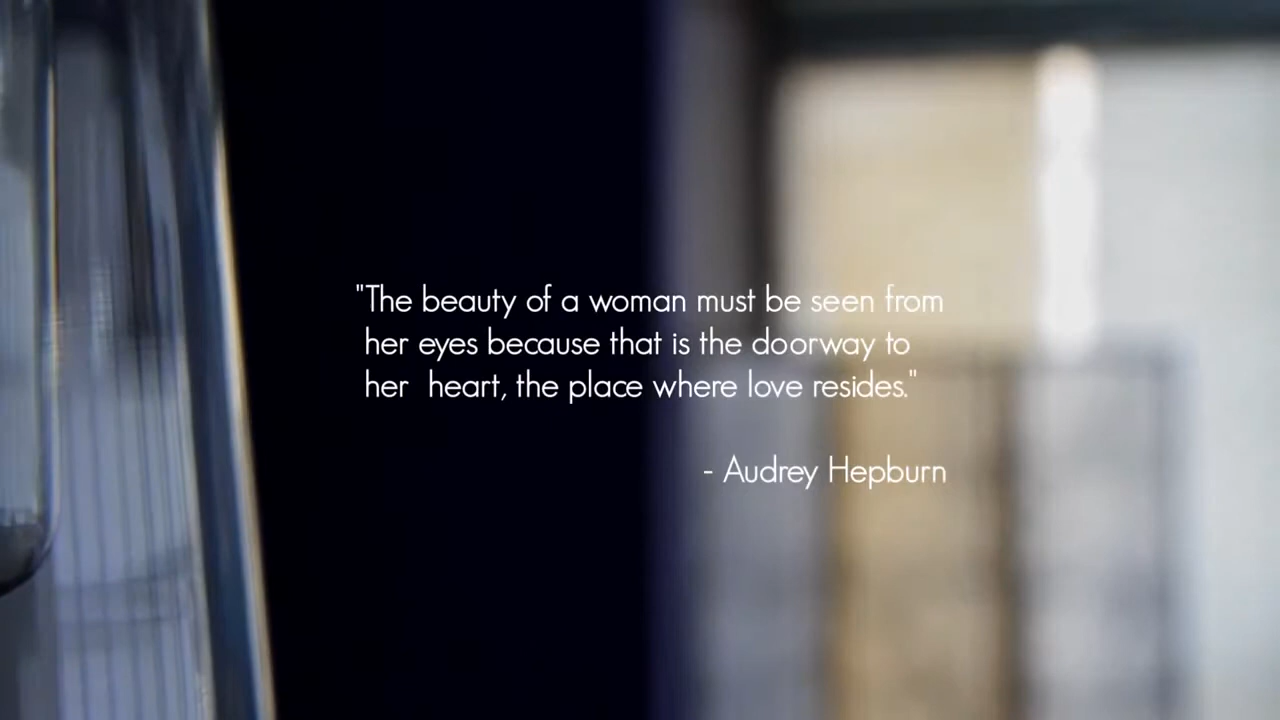 "The beauty of a woman must be seen from
her eyes because that is the doorway to
her  heart, the place where love resides."
- Audrey Hepburn